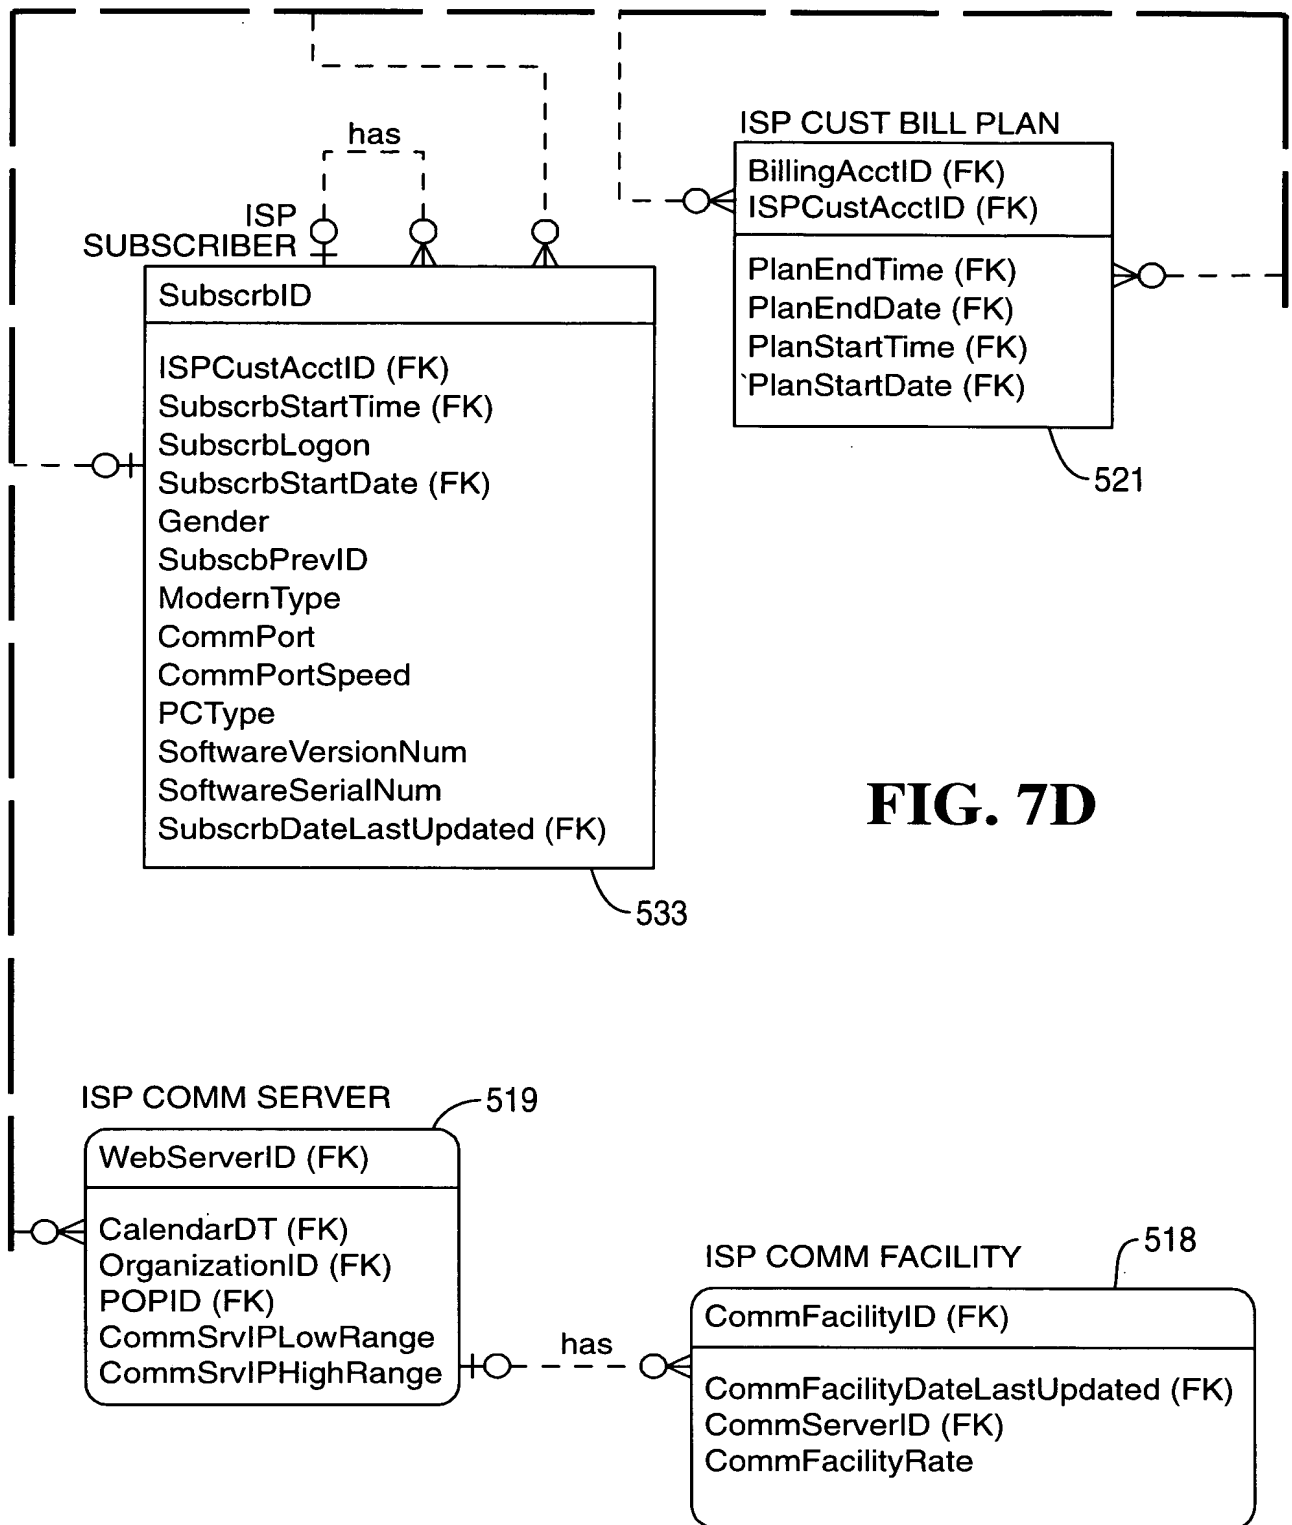 has
ISP
SUBSCRIBER
SubscrbID
ISPCustAcctID (FK)
SubscrbStartTime (FK)
SubscrbLogon
SubscrbStartDate (FK)
Gender
SubscbPrevID
ModernType
CommPort
CommPortSpeed
PCType
SoftwareVersionNum
SoftwareSerialNum
SubscrbDateLastUpdated (FK)
533
ISP CUST BILL PLAN
BillingAcctID (FK)
ISPCustAcctID (FK)
PlanEndTime (FK)
PlanEndDate (FK)
PlanStartTime (FK)
PlanStartDate (FK)
521
FIG. 7D
ISP COMM SERVER
519
WebServerID (FK)
CalendarDT (FK)
OrganizationID (FK)
POPID (FK)
CommSrvIPLowRange
CommSrvIPHighRange
has
ISP COMM FACILITY
518
CommFacilityID (FK)
CommFacilityDateLastUpdated (FK)
CommServerID (FK)
CommFacilityRate